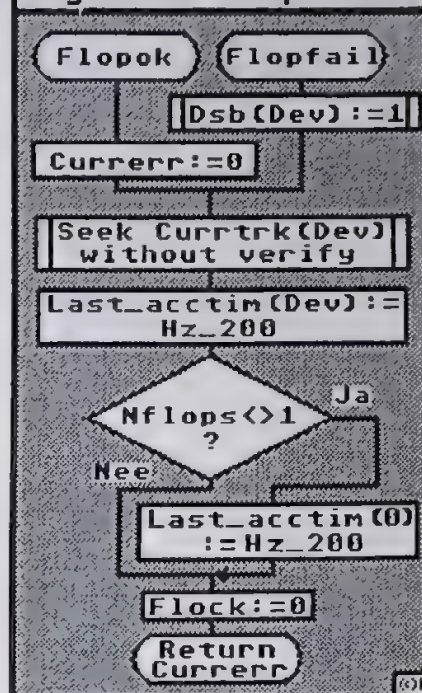 Flopok Flopfail
Dsb(Dev):=1
Currerr:=0
Seek Currtrk(Dev)
without verify
Last_acctim(Dev):=
Hz_200
Nflops<>1
?
Ja
Nee
Last_acctim(0)
:=Hz_200
Flock:=0
Return
Currerr